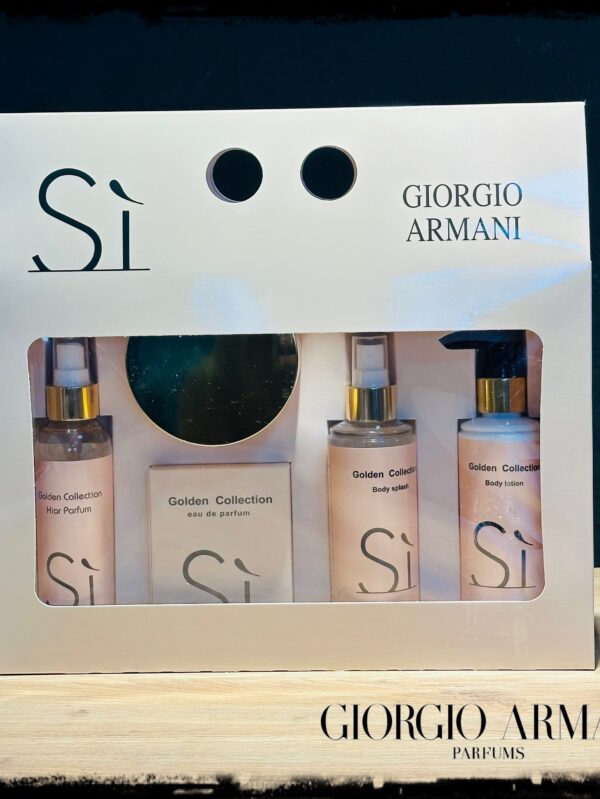 Sì
GIORGIO
ARMANI
Golden Collection
Hiar Parfum
Sì
Golden Collection
eau de parfum
Sì
Golden Collection
Body splash
Sì
Golden Collection
Body lotion
Sì
GIORGIO ARMA
PARFUMS